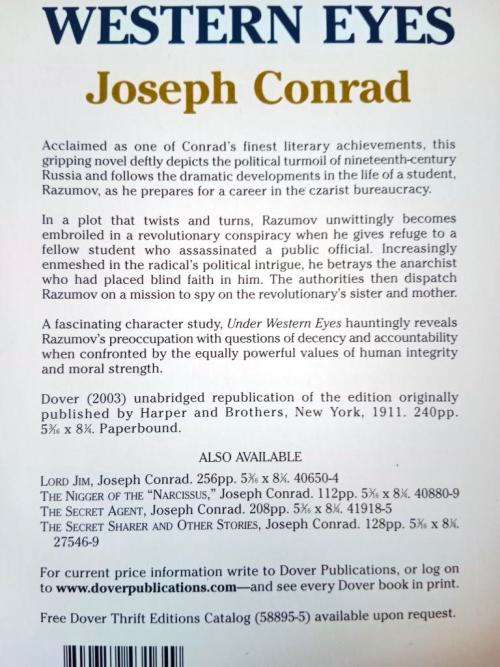 WESTERN EYES
Joseph Conrad
Acclaimed as one of Conrad's finest literary achievements, this
gripping novel deftly depicts the political turmoil of nineteenth-century
Russia and follows the dramatic developments in the life of a student,
Razumov, as he prepares for a career in the czarist bureaucracy.
In a plot that twists and turns, Razumov unwittingly becomes
embroiled in a revolutionary conspiracy when he gives refuge to a
fellow student who assassinated a public official. Increasingly
enmeshed in the radical's political intrigue, he betrays the anarchist
who had placed blind faith in him. The authorities then dispatch
Razumov on a mission to spy on the revolutionary's sister and mother.
A fascinating character study, Under Western Eyes hauntingly reveals
Razumov's preoccupation with questions of decency and accountability
when confronted by the equally powerful values of human integrity
and moral strength.
Dover (2003) unabridged republication of the edition originally
published by Harper and Brothers, New York, 1911. 240pp.
5³⁄₁₆ x 8¼. Paperbound.
ALSO AVAILABLE
LORD JIM, Joseph Conrad. 256pp. 5³⁄₁₆ x 8¼. 40650-4
THE NIGGER OF THE "NARCISSUS," Joseph Conrad. 112pp. 5³⁄₁₆ x 8¼. 40880-9
THE SECRET AGENT, Joseph Conrad. 208pp. 5³⁄₁₆ x 8¼. 41918-5
THE SECRET SHARER AND OTHER STORIES, Joseph Conrad. 128pp. 5³⁄₁₆ x 8¼.
27546-9
For current price information write to Dover Publications, or log on
to www.doverpublications.com—and see every Dover book in print.
Free Dover Thrift Editions Catalog (58895-5) available upon request.